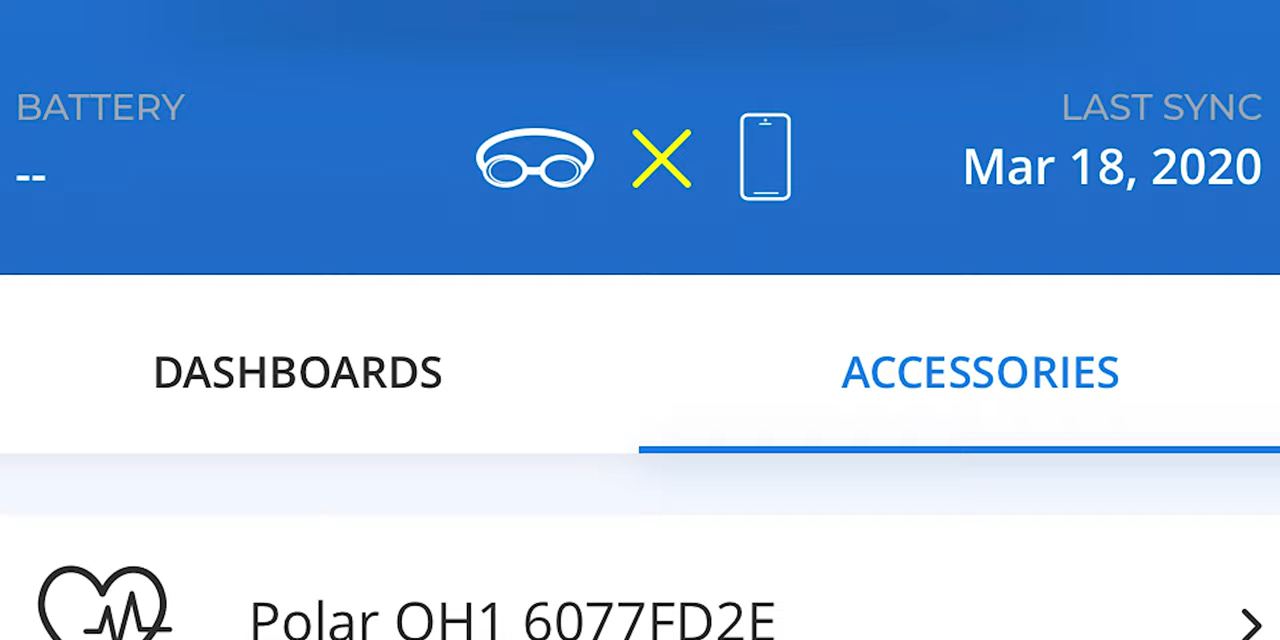 BATTERY
--
LAST SYNC
Mar 18, 2020
DASHBOARDS
ACCESSORIES
Polar OH1 6077FD2E